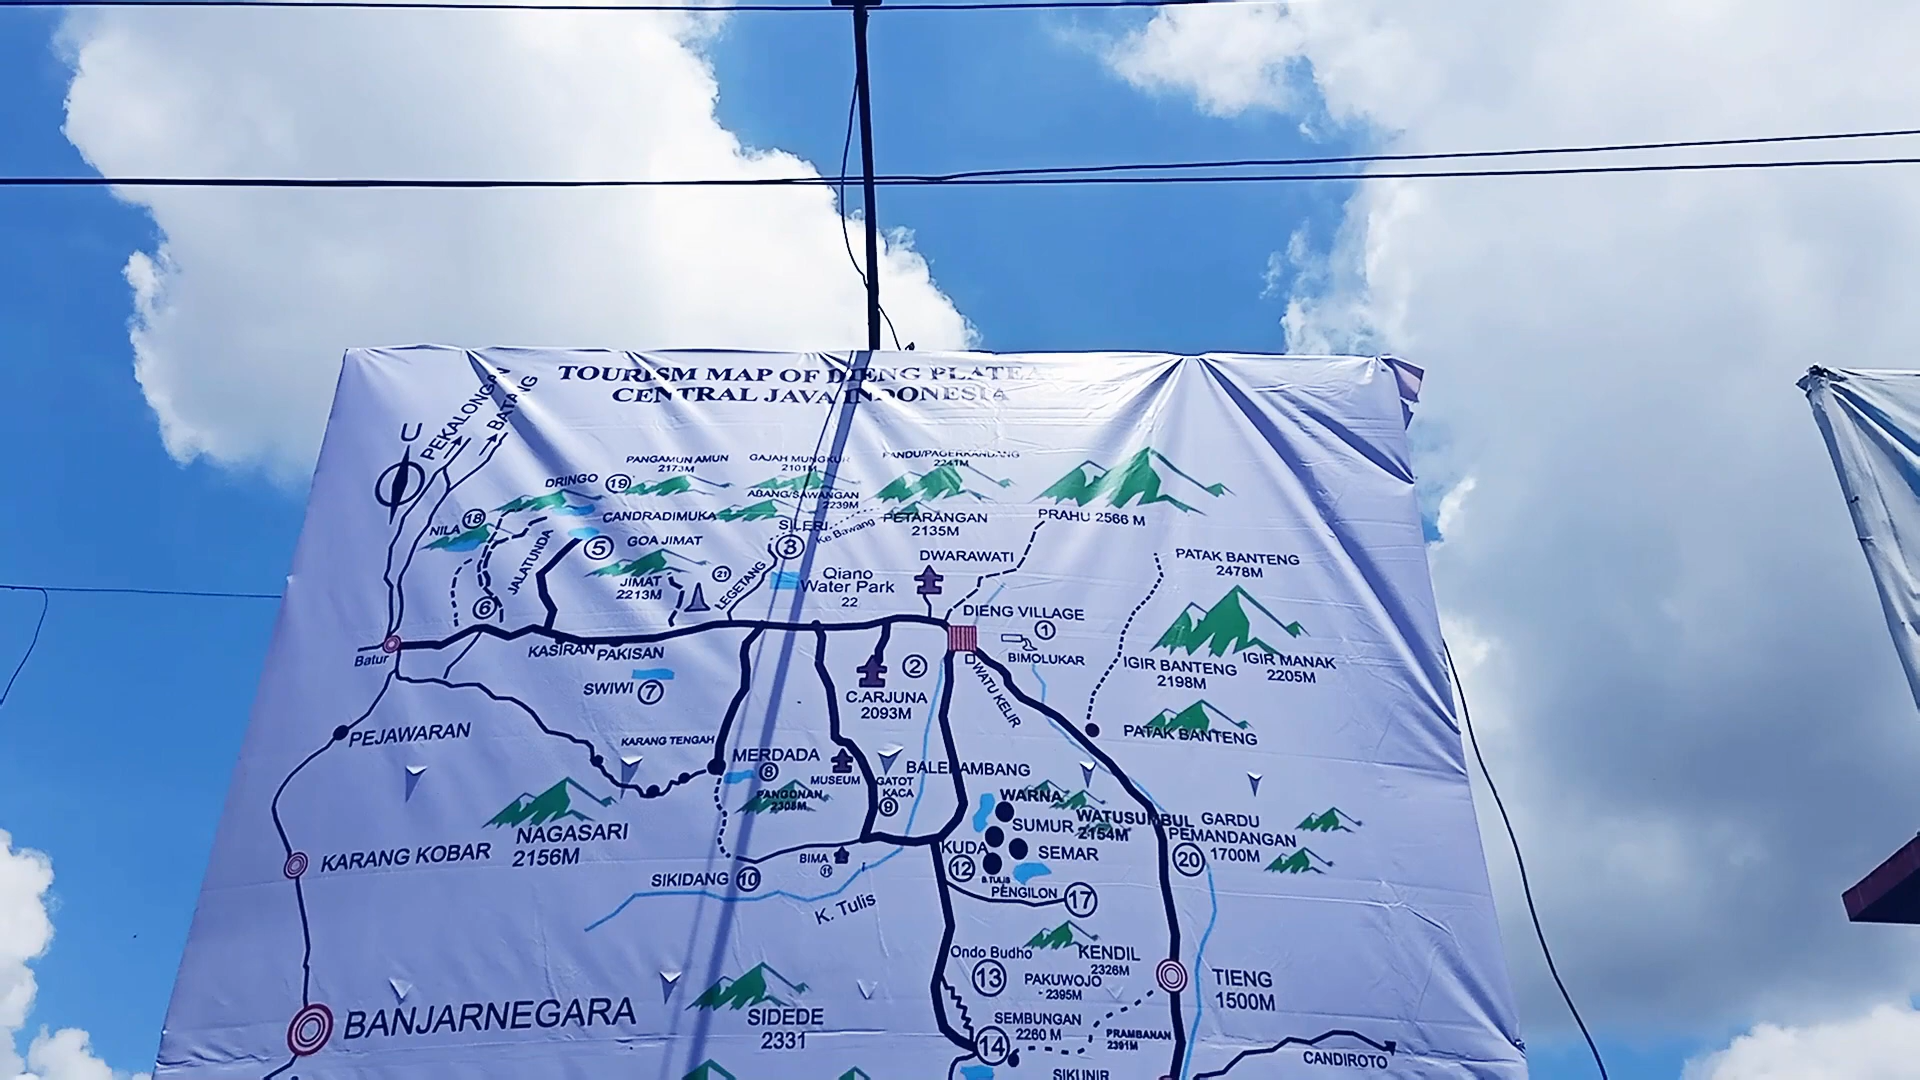 TOURISM MAP OF DIENG PLATEA
CENTRAL JAVA INDONESIA
U
PEKALONGAN
BATANG
PANGAMUN AMUN
2173M
GAJAH MUNGKUR
2101M
PANDU/PAGERKANDANG
2241M
DRINGO 19
ABANG/SAWANGAN
2239M
PRAHU 2566 M
NILA 18
CANDRADIMUKA
5
GOA JIMAT
SILERI
3
Ke Bawang
PETARANGAN
2135M
JALATUNDA
JIMAT
2213M
21
LEGETANG
Qiano
Water Park
22
DWARAWATI
PATAK BANTENG
2478M
6
DIENG VILLAGE
1
BIMOLUKAR
Batur
KASIRAN
PAKISAN
SWIWI 7
2
C.ARJUNA
2093M
WATU KELIR
IGIR BANTENG
2198M
IGIR MANAK
2205M
PEJAWARAN
KARANG TENGAH
MERDADA
8
PANGONAN
2308M
MUSEUM
GATOT
KACA
9
BALEKAMBANG
PATAK BANTENG
NAGASARI
2156M
WARNA
SUMUR
WATUSUMBUL
2154M
GARDU
PEMANDANGAN
1700M
20
KARANG KOBAR
BIMA
11
KUDA
12
SEMAR
B.TULIS
SIKIDANG 10
PENGILON 17
K. Tulis
Ondo Budho
13
KENDIL
2326M
PAKUWOJO
- 2395M
TIENG
1500M
BANJARNEGARA
SIDEDE
2331
SEMBUNGAN
2260 M
14
PRAMBANAN
2391M
CANDIROTO
SIKUNIR